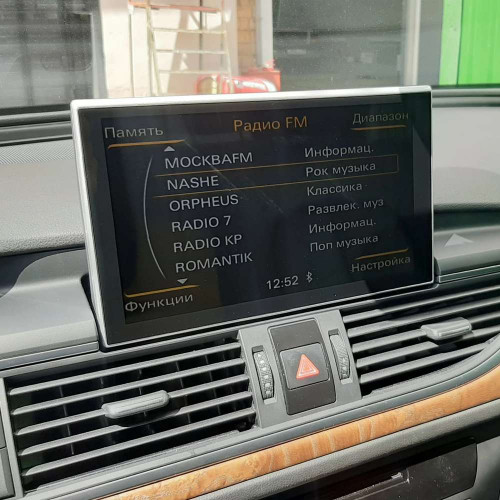 Память Радио FM Диапазон
МОСКВАFM Информац.
NASHE Рок музыка
ORPHEUS Классика
RADIO 7 Развлек. муз
RADIO KP Информац.
ROMANTIK Поп музыка
Функции 12:52 Настройка